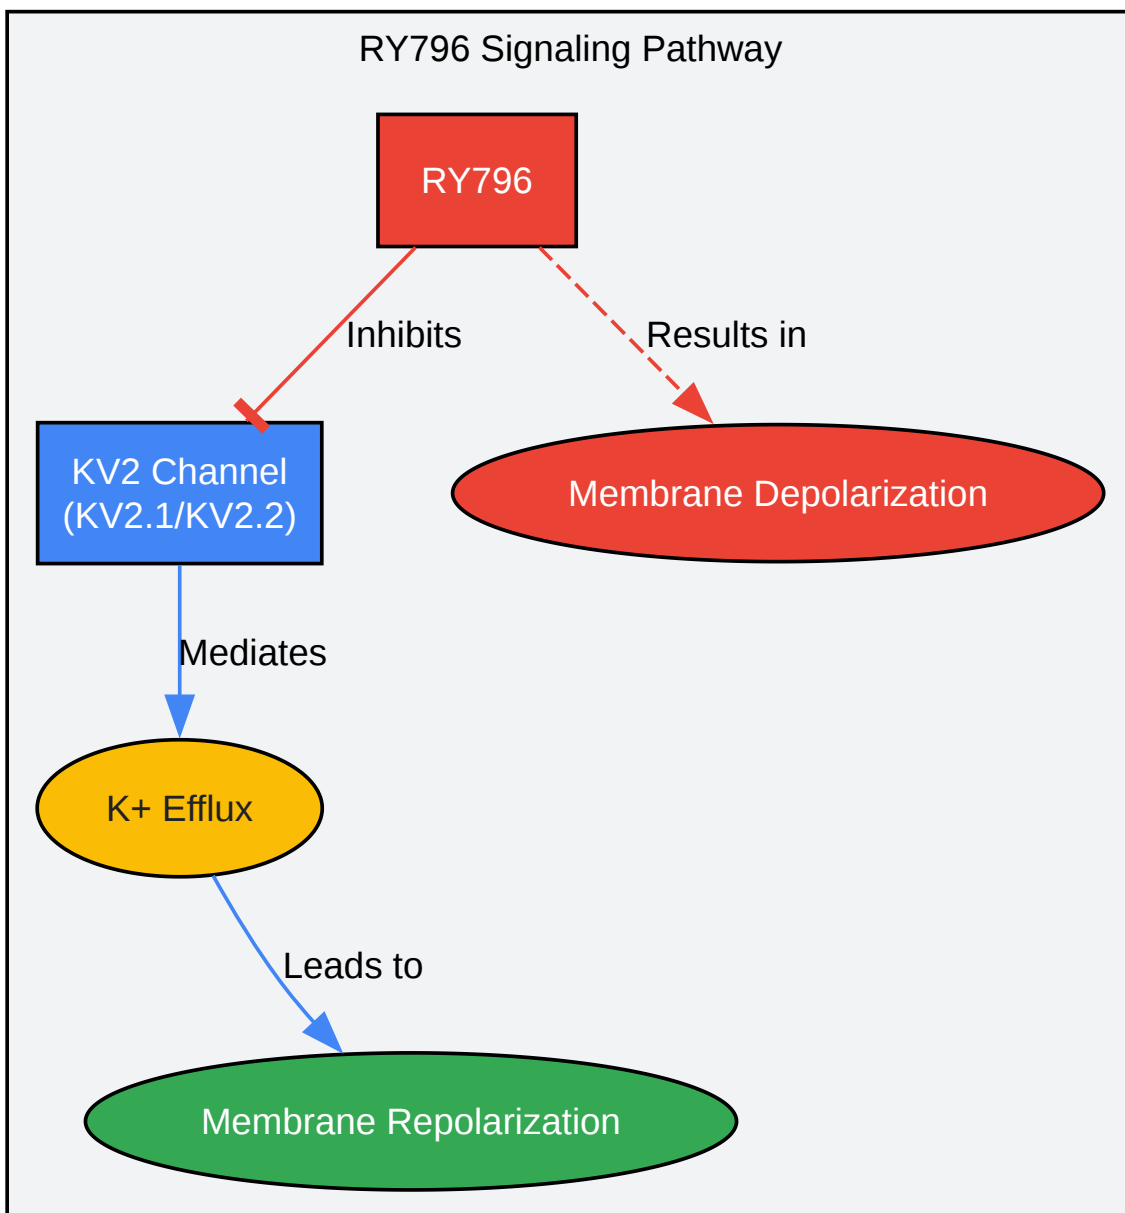 RY796 Signaling Pathway
RY796
Inhibits
Results in
KV2 Channel
(KV2.1/KV2.2)
Membrane Depolarization
Mediates
K+ Efflux
Leads to
Membrane Repolarization